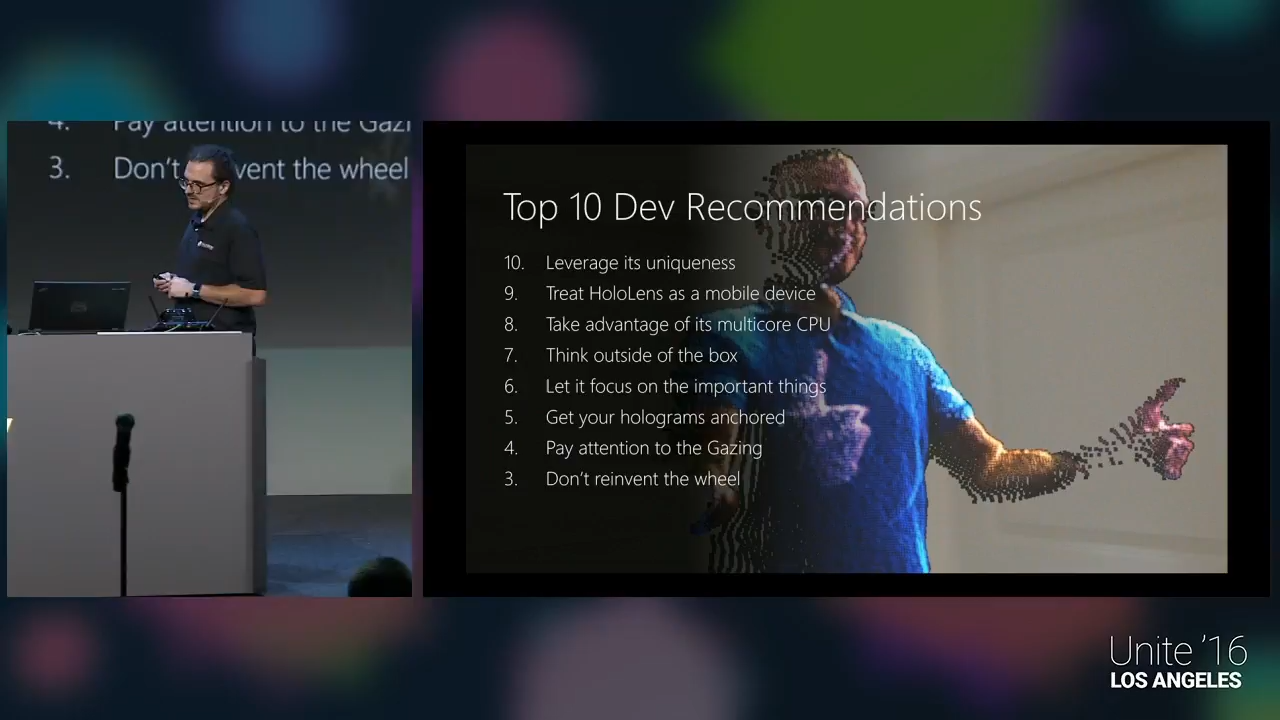 4. Pay attention to the Gazi
3. Don't reinvent the wheel
Top 10 Dev Recommendations
10. Leverage its uniqueness
9. Treat HoloLens as a mobile device
8. Take advantage of its multicore CPU
7. Think outside of the box
6. Let it focus on the important things
5. Get your holograms anchored
4. Pay attention to the Gazing
3. Don't reinvent the wheel
Unite '16
LOS ANGELES